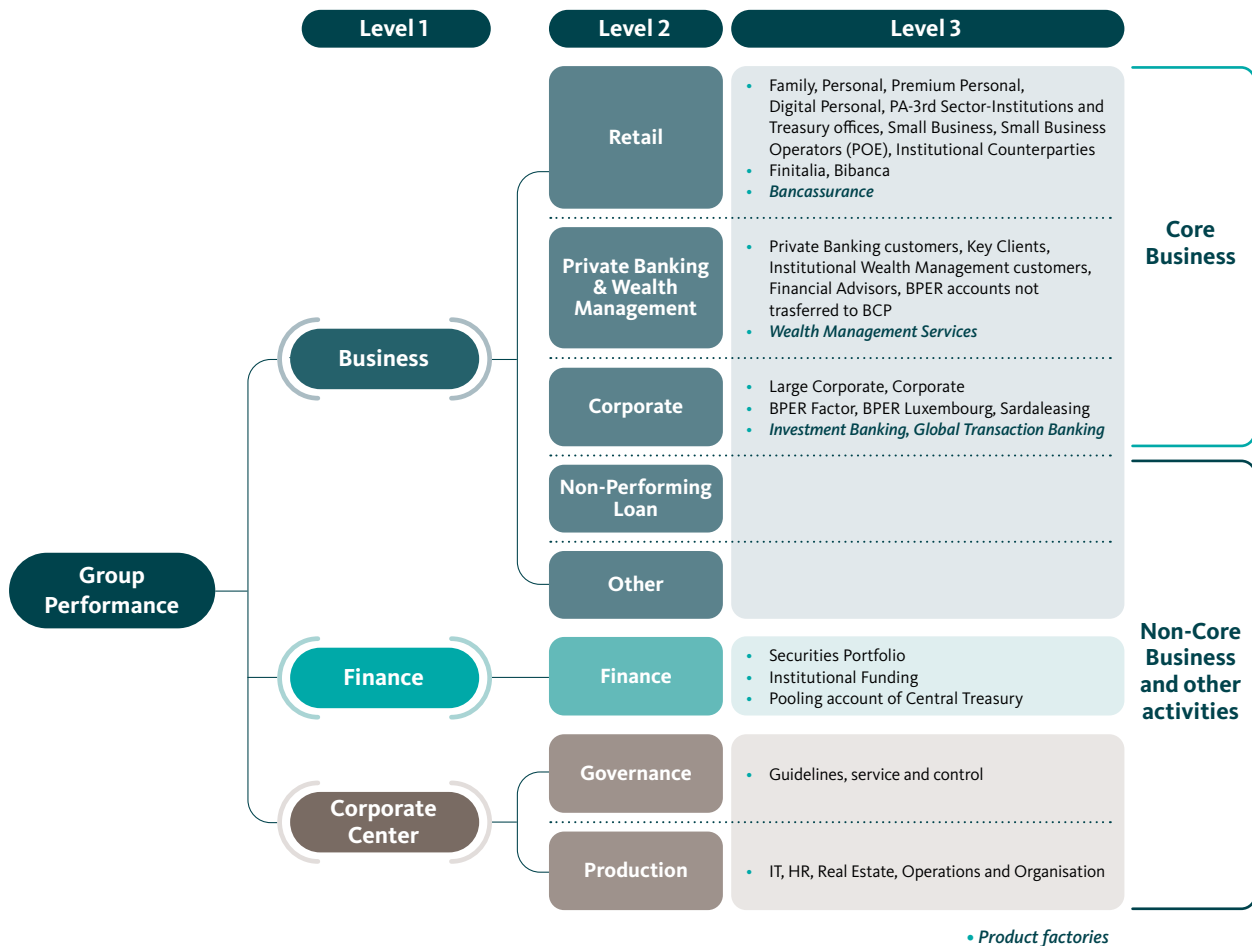 Level 1
Level 2
Level 3
Retail
• Family, Personal, Premium Personal,
Digital Personal, PA-3rd Sector-Institutions and
Treasury offices, Small Business, Small Business
Operators (POE), Institutional Counterparties
• Finitalia, Bibanca
• Bancassurance
Core
Business
Private Banking
& Wealth
Management
• Private Banking customers, Key Clients,
Institutional Wealth Management customers,
Financial Advisors, BPER accounts not
trasferred to BCP
• Wealth Management Services
Business
Corporate
• Large Corporate, Corporate
• BPER Factor, BPER Luxembourg, Sardaleasing
• Investment Banking, Global Transaction Banking
Non-Performing
Loan
Other
Group
Performance
Non-Core
Business
and other
activities
Finance
Finance
• Securities Portfolio
• Institutional Funding
• Pooling account of Central Treasury
Corporate
Center
Governance
• Guidelines, service and control
Production
• IT, HR, Real Estate, Operations and Organisation
• Product factories